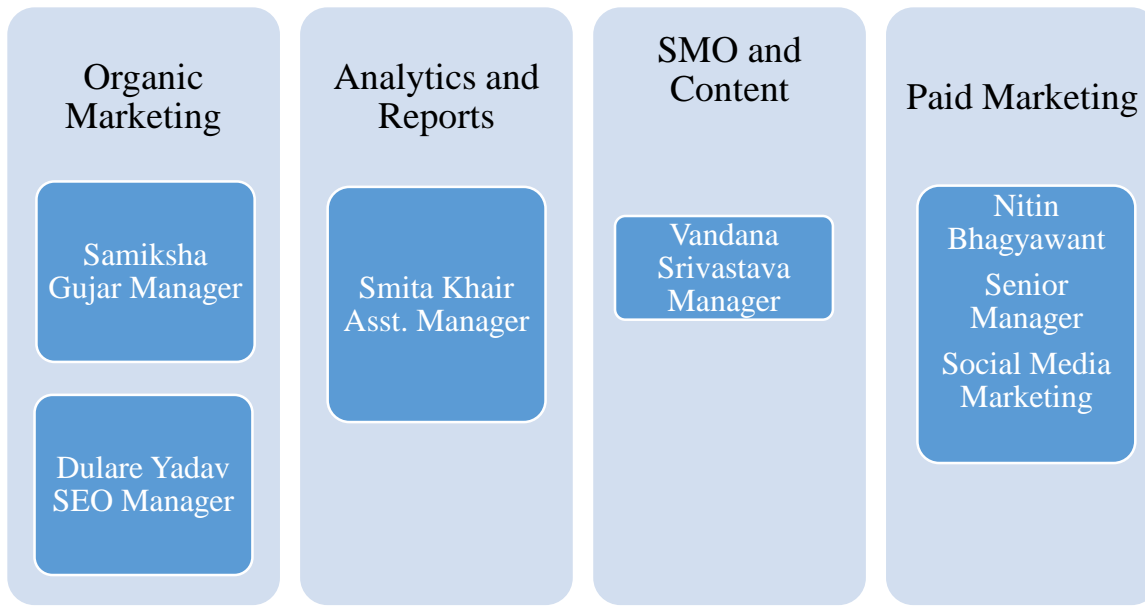 Organic
Marketing
Samiksha
Gujar Manager
Dulare Yadav
SEO Manager
Analytics and
Reports
Smita Khair
Asst. Manager
SMO and
Content
Vandana
Srivastava
Manager
Paid Marketing
Nitin
Bhagyawant
Senior
Manager
Social Media
Marketing